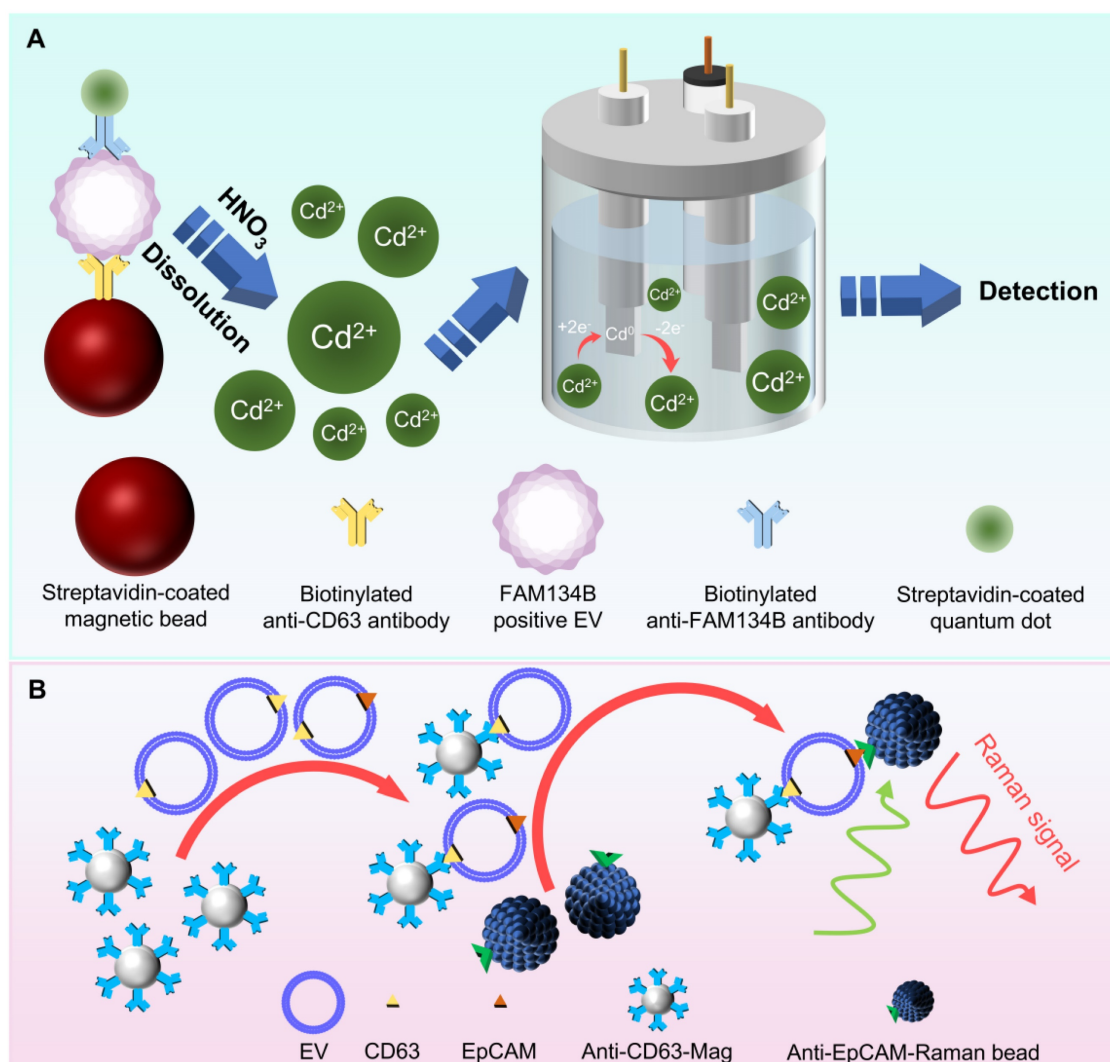 A
HNO₃
Dissolution
Cd²⁺
Cd²⁺
Cd²⁺
Cd²⁺
Cd²⁺
Cd²⁺
+2e⁻
Cd⁰
-2e⁻
Cd²⁺
Cd²⁺
Cd²⁺
Cd²⁺
Cd²⁺
Detection
Streptavidin-coated
magnetic bead
Biotinylated
anti-CD63 antibody
FAM134B
positive EV
Biotinylated
anti-FAM134B antibody
Streptavidin-coated
quantum dot
B
Raman signal
EV
CD63
EpCAM
Anti-CD63-Mag
Anti-EpCAM-Raman bead